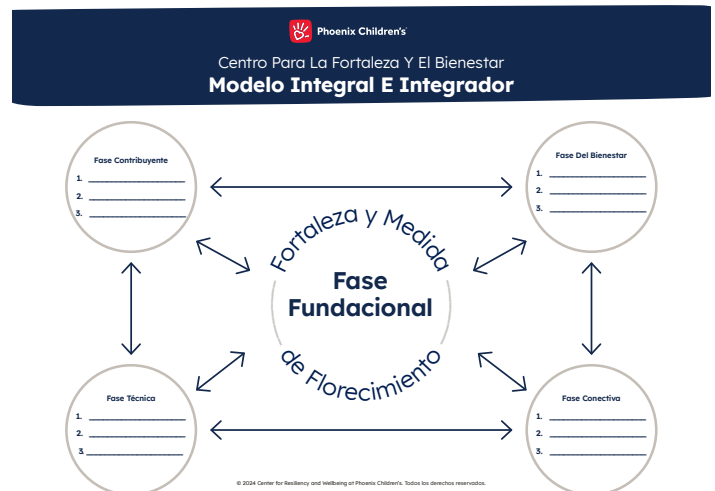 Phoenix Children's
Centro Para La Fortaleza Y El Bienestar
Modelo Integral E Integrador
Fase Contribuyente
1.
2.
3.
Fase Del Bienestar
1.
2.
3.
Fortaleza y Medida
Fase
Fundacional
de Florecimiento
Fase Técnica
1.
2.
3.
Fase Conectiva
1.
2.
3.
© 2024 Center for Resiliency and Wellbeing at Phoenix Children's. Todos los derechos reservados.